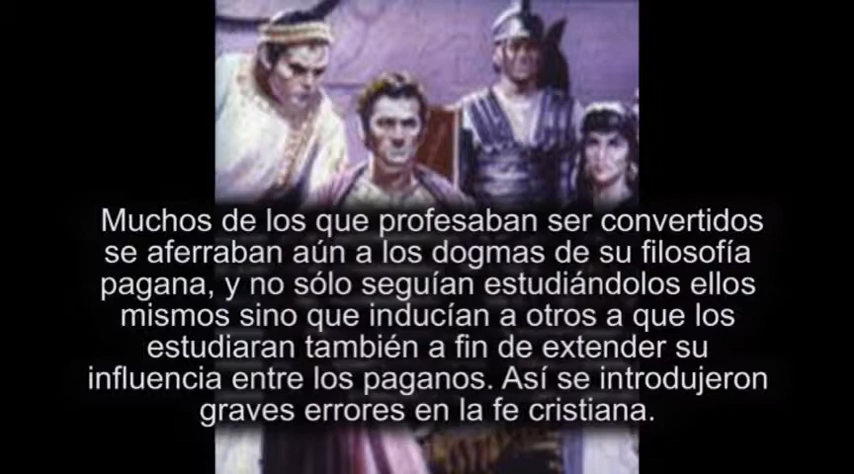 Muchos de los que profesaban ser convertidos
se aferraban aún a los dogmas de su filosofía
pagana, y no sólo seguían estudiándolos ellos
mismos sino que inducían a otros a que los
estudiaran también a fin de extender su
influencia entre los paganos. Así se introdujeron
graves errores en la fe cristiana.